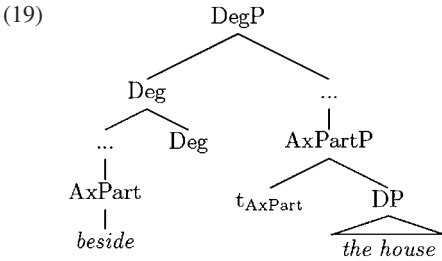 (19) DegP
Deg ...
... Deg AxPartP
AxPart t_AxPart DP
beside the house